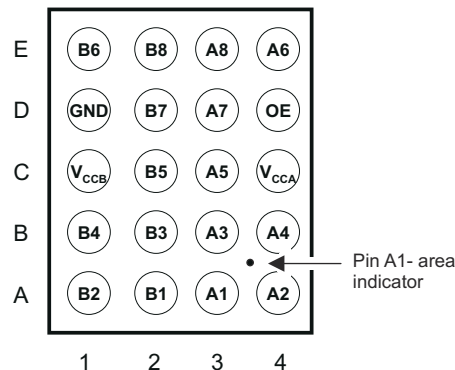 E B6 B8 A8 A6
D GND B7 A7 OE
C VCCB B5 A5 VCCA
B B4 B3 A3 A4
Pin A1- area
indicator
A B2 B1 A1 A2
1 2 3 4